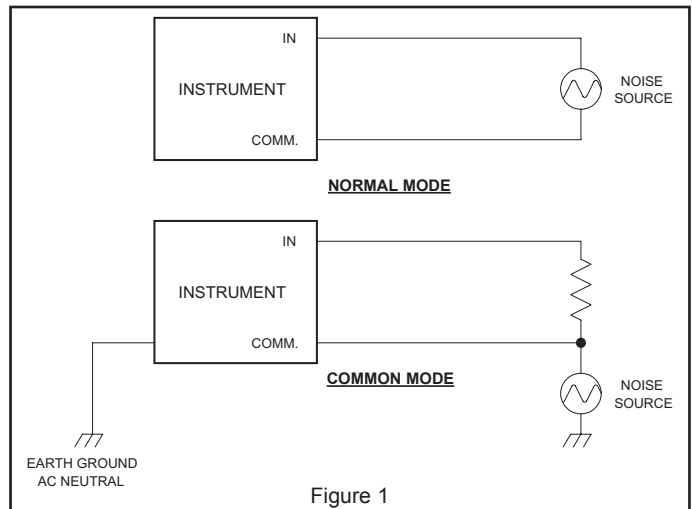 IN
INSTRUMENT
COMM.
NOISE
SOURCE
NORMAL MODE
IN
INSTRUMENT
COMM.
COMMON MODE
NOISE
SOURCE
EARTH GROUND
AC NEUTRAL
Figure 1